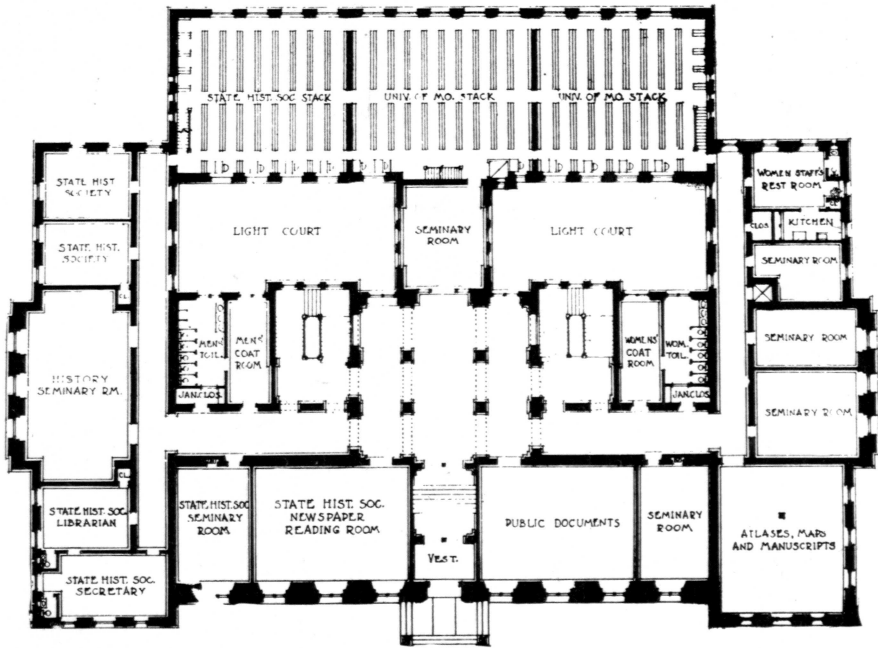 STATE HIST. SOC. STACK
UNIV. OF MO. STACK
UNIV. OF MO. STACK
STATE HIST
SOCIETY
WOMEN STAFF'S
REST ROOM
LIGHT COURT
SEMINARY
ROOM
LIGHT COURT
CLOS.
KITCHEN
STATE HIST.
SOCIETY
SEMINARY ROOM
CL.
MEN'S
TOIL.
MEN'S
COAT
ROOM
WOMENS'
COAT
ROOM
WOM.
TOIL.
SEMINARY ROOM
HISTORY
SEMINARY RM.
JAN. CLOS.
JAN. CLOS.
SEMINARY ROOM
CL.
STATE HIST. SOC.
LIBRARIAN
STATE HIST. SOC
SEMINARY
ROOM
STATE HIST. SOC.
NEWSPAPER
READING ROOM
PUBLIC DOCUMENTS
SEMINARY
ROOM
ATLASES, MAPS
AND MANUSCRIPTS
VEST.
STATE HIST. SOC.
SECRETARY